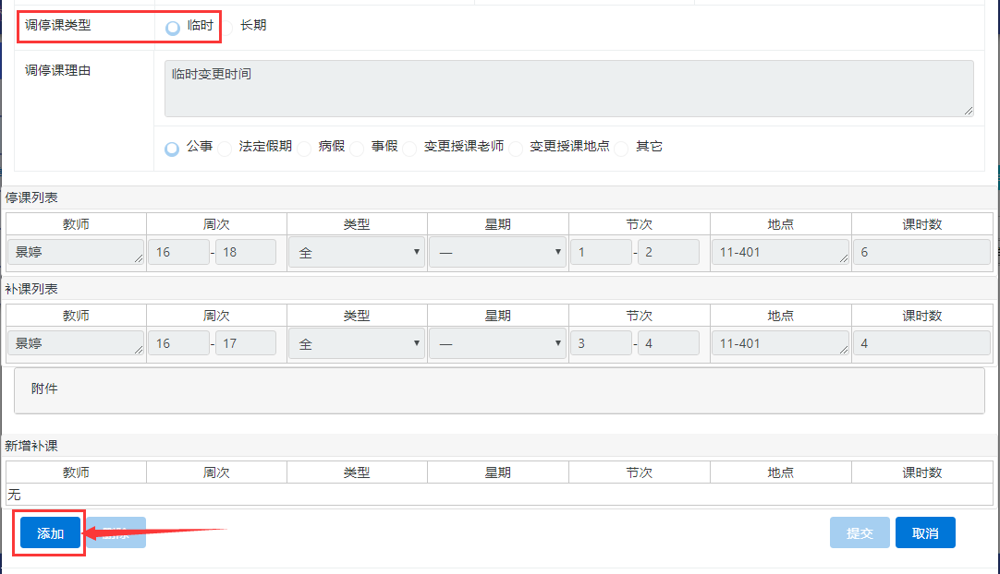 调停课类型 临时 长期
调停课理由 临时变更时间
公事 法定假期 病假 事假 变更授课老师 变更授课地点 其它
停课列表
教师 周次 类型 星期 节次 地点 课时数
景婷 16 - 18 全 一 1 - 2 11-401 6
补课列表
教师 周次 类型 星期 节次 地点 课时数
景婷 16 - 17 全 一 3 - 4 11-401 4
附件
新增补课
教师 周次 类型 星期 节次 地点 课时数
无
添加 删除 提交 取消